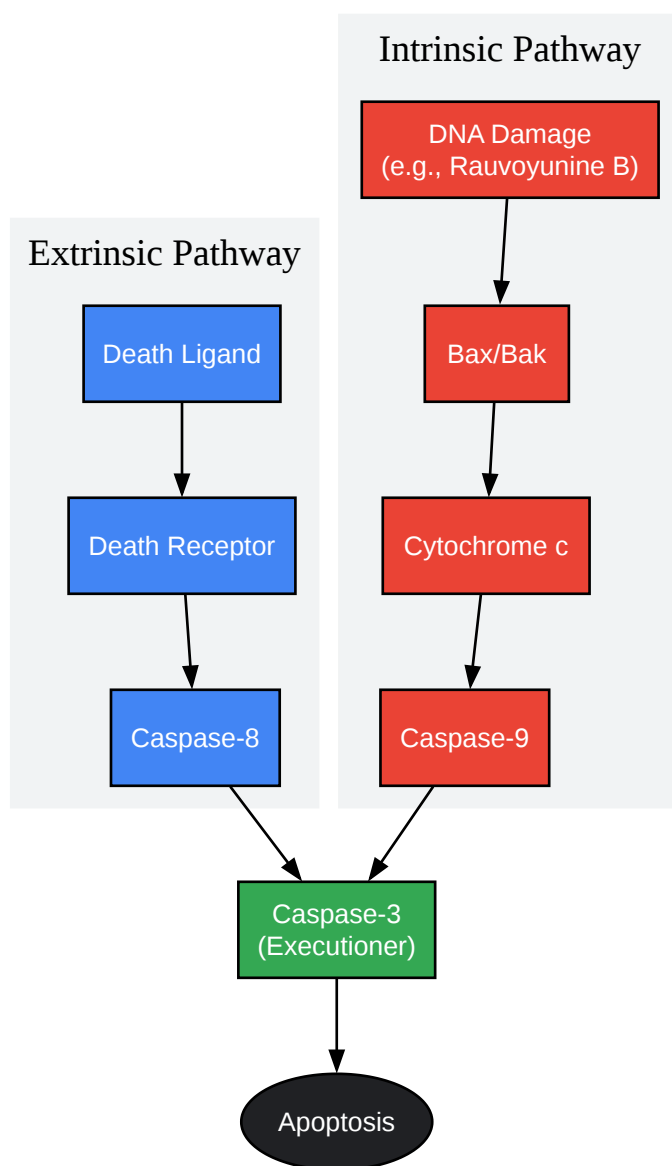 Intrinsic Pathway
DNA Damage
(e.g., Rauvoyunine B)
Bax/Bak
Cytochrome c
Caspase-9
Extrinsic Pathway
Death Ligand
Death Receptor
Caspase-8
Caspase-3
(Executioner)
Apoptosis